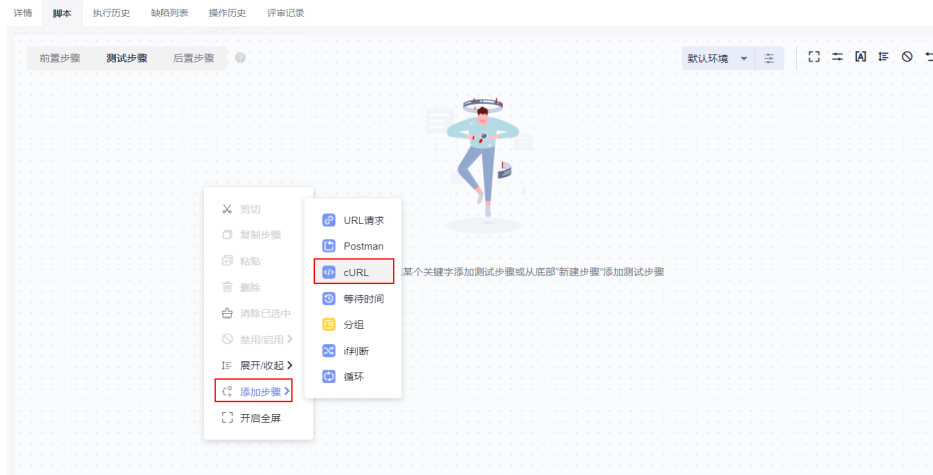 详情 脚本 执行历史 缺陷列表 操作历史 评审记录
前置步骤 测试步骤 后置步骤 ?
默认环境
[A]
剪切
复制步骤
粘贴
删除
清除已选中
禁用/启用
展开/收起
添加步骤
开启全屏
URL请求
Postman
cURL
等待时间
分组
if判断
循环
某个关键字添加测试步骤或从底部"新建步骤"添加测试步骤